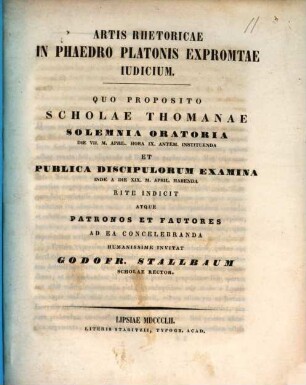 11
ARTIS RHETORICAE
IN PHAEDRO PLATONIS EXPROMTAE
IUDICIUM.
QUO PROPOSITO
SCHOLAE THOMANAE
SOLEMNIA ORATORIA
DIE VII. M. APRIL. HORA IX. ANTEM. INSTITUENDA
ET
PUBLICA DISCIPULORUM EXAMINA
INDE A DIE XIX. M. APRIL. HABENDA
RITE INDICIT
ATQUE
PATRONOS ET FAUTORES
AD EA CONCELEBRANDA
HUMANISSIME INVITAT
GODOFR. STALLBAUM
SCHOLAE RECTOR.
LIPSIAE MDCCCLII.
LITERIS STARITZII, TYPOGR. ACAD.